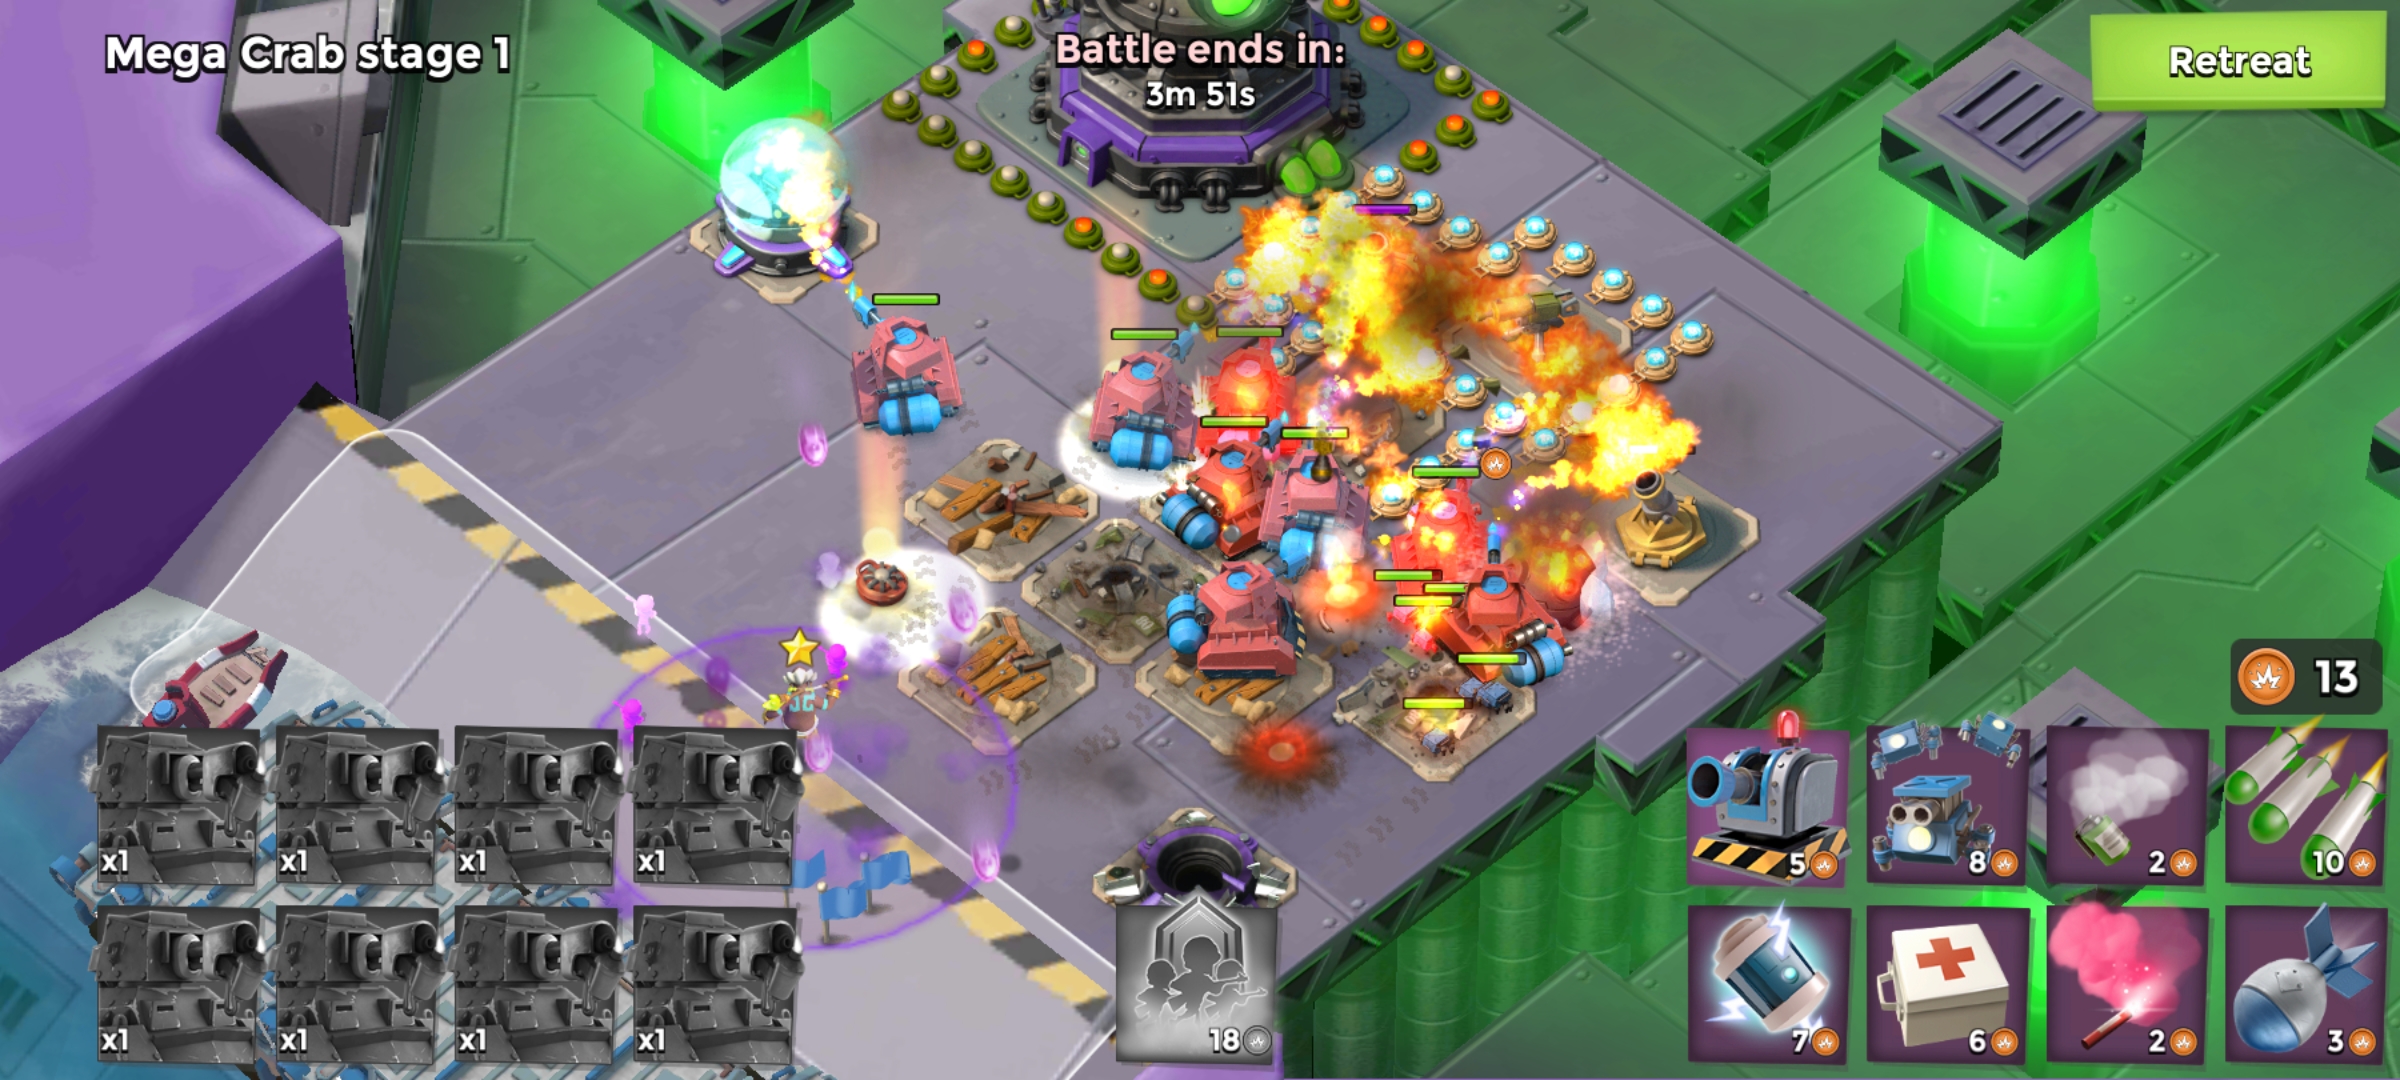 Mega Crab stage 1
Battle ends in:
3m 51s
Retreat
13
x1
x1
x1
x1
5
8
2
10
x1
x1
x1
x1
18
7
6
2
3